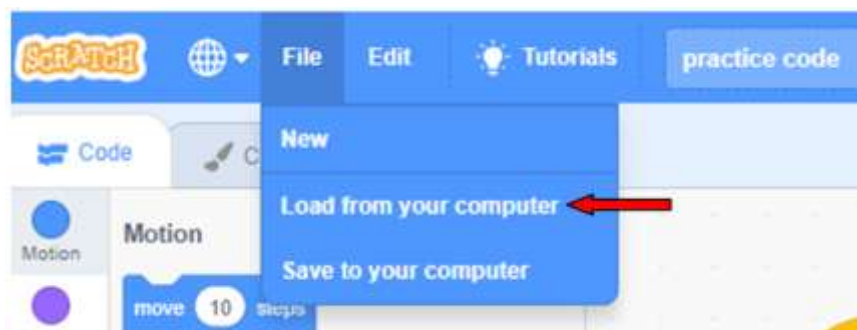 SCRATCH File Edit Tutorials practice code
Code C
New
Load from your computer
Motion Motion
Save to your computer
move 10 steps